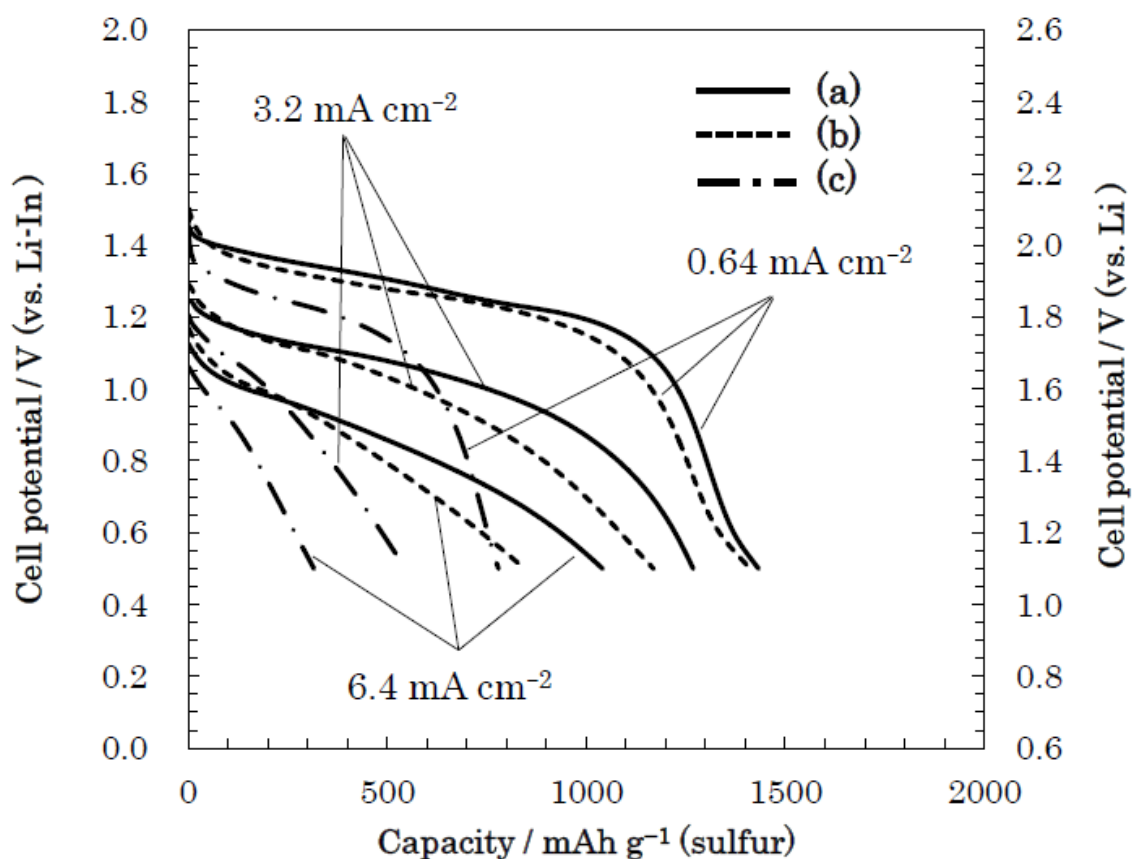 Cell potential / V (vs. Li-In)
2.0
1.8
1.6
1.4
1.2
1.0
0.8
0.6
0.4
0.2
0.0
3.2 mA cm⁻²
(a)
(b)
(c)
0.64 mA cm⁻²
6.4 mA cm⁻²
2.6
2.4
2.2
2.0
1.8
1.6
1.4
1.2
1.0
0.8
0.6
Cell potential / V (vs. Li)
0 500 1000 1500 2000
Capacity / mAh g⁻¹ (sulfur)